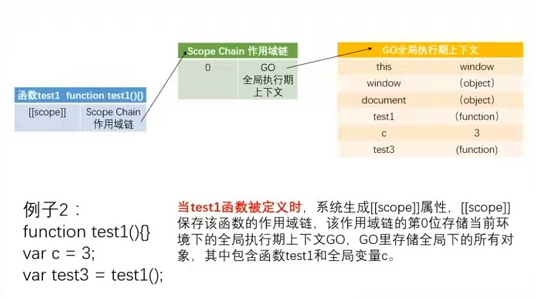 Scope Chain 作用域链
0 GO
全局执行期
上下文
GO全局执行期上下文
this window
window (object)
document (object)
test1 (function)
c 3
test3 (function)
函数test1 function test1(){}
[[scope]] Scope Chain
作用域链
例子2：
function test1(){}
var c = 3;
var test3 = test1();
当test1函数被定义时，系统生成[[scope]]属性，[[scope]]
保存该函数的作用域链，该作用域链的第0位存储当前环
境下的全局执行期上下文GO，GO里存储全局下的所有对
象，其中包含函数test1和全局变量c。